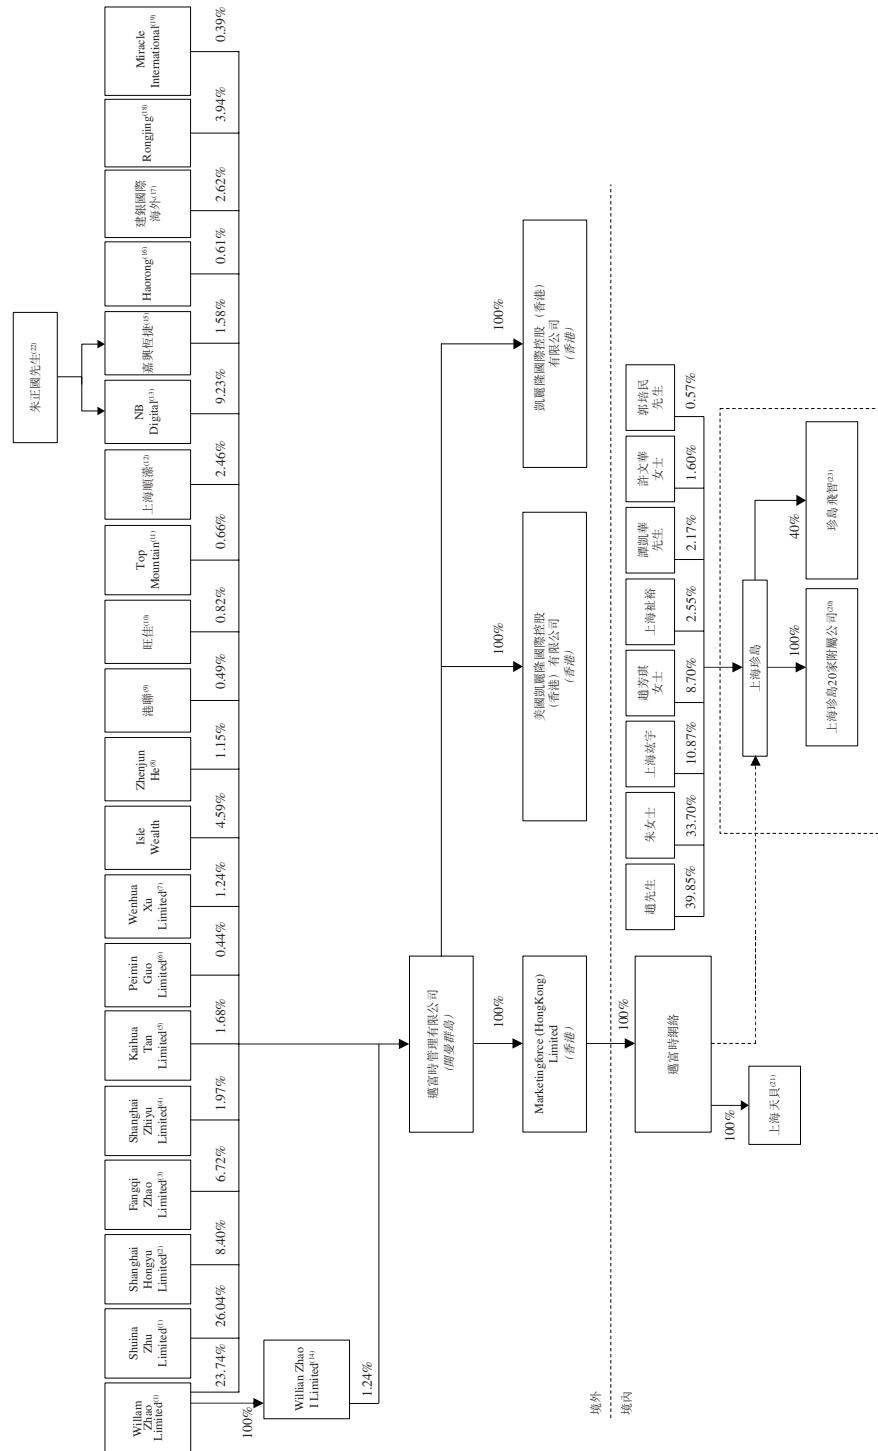 朱正國先生(22)
Willam
Zhao
Limited(1)
Shuina
Zhu
Limited(1)
Shanghai
Hongyu
Limited(2)
Fangqi
Zhao
Limited(3)
Shanghai
Zhiyu
Limited(4)
Kaihua
Tan
Limited(5)
Peimin
Guo
Limited(6)
Wenhua
Xu
Limited(7)
Isle
Wealth
Zhenjun
He(8)
港聯(9)
旺佳(10)
Top
Mountain(11)
上海順瀠(12)
NB
Digital(13)
嘉興恆捷(15)
Haorong(16)
建銀國際
海外(17)
Rongjing(18)
Miracle
International(19)
23.74%
26.04%
8.40%
6.72%
1.97%
1.68%
0.44%
1.24%
4.59%
1.15%
0.49%
0.82%
0.66%
2.46%
9.23%
1.58%
0.61%
2.62%
3.94%
0.39%
100%
Willian Zhao
I Limited(14)
1.24%
邁富時管理有限公司
(開曼群島)
100%
100%
100%
Marketingforce (HongKong)
Limited
(香港)
美國凱麗隆國際控股
(香港）有限公司
(香港)
凱麗隆國際控股（香港）
有限公司
(香港)
境外
境內
100%
趙先生
朱女士
上海竑宇
趙芳琪
女士
上海祉裕
譚凱華
先生
許文華
女士
郭培民
先生
39.85%
33.70%
10.87%
8.70%
2.55%
2.17%
1.60%
0.57%
邁富時網絡
上海珍島
100%
100%
40%
上海天貝(21)
上海珍島20家附屬公司(20)
珍島飛智(23)